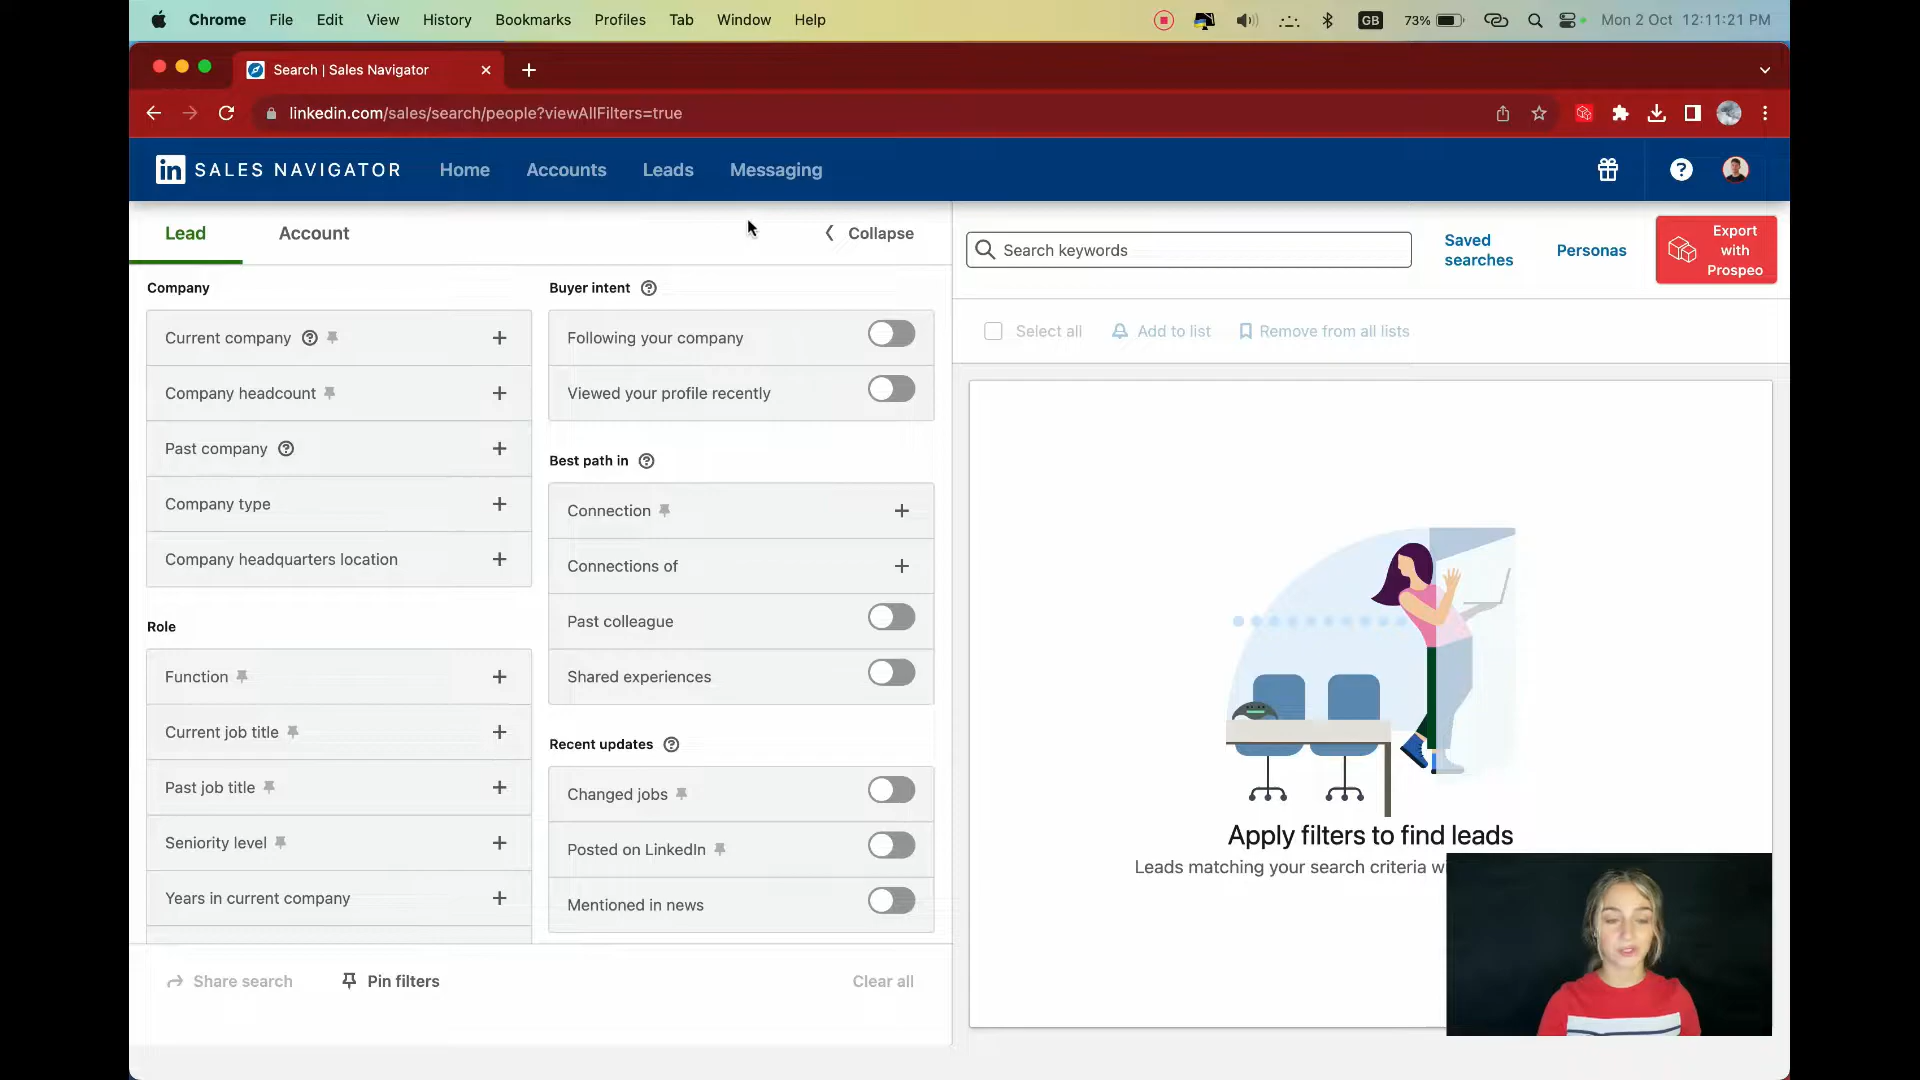 Chrome File Edit View History Bookmarks Profiles Tab Window Help GB 73% Mon 2 Oct 12:11:21 PM
Search | Sales Navigator
linkedin.com/sales/search/people?viewAllFilters=true
in SALES NAVIGATOR Home Accounts Leads Messaging
Lead Account Collapse
Company
Current company
Company headcount
Past company
Company type
Company headquarters location
Role
Function
Current job title
Past job title
Seniority level
Years in current company
Buyer intent
Following your company
Viewed your profile recently
Best path in
Connection
Connections of
Past colleague
Shared experiences
Recent updates
Changed jobs
Posted on LinkedIn
Mentioned in news
Share search Pin filters Clear all
Search keywords
Saved
searches
Personas
Export
with
Prospeo
Select all Add to list Remove from all lists
Apply filters to find leads
Leads matching your search criteria w